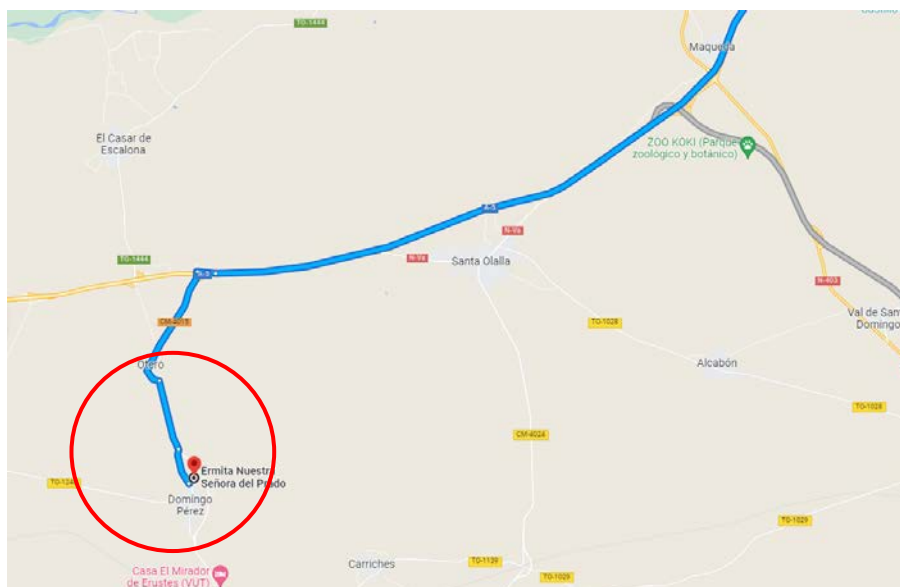 TO-1444
Maqueda
El Casar de
Escalona
ZOO KOKI (Parque
zoológico y botánico)
A-5
N-Va
TO-1444
N-Va
Santa Olalla
A-5
N-403
CM-4015
Val de San
Domingo
TO-1028
Otero
Alcabón
TO-1028
CM-4024
Ermita Nuestra
Señora del Prado
Domingo
Pérez
TO-1029
TO-1139
Carriches
Casa El Mirador
de Erustes (VUT)
TO-1029